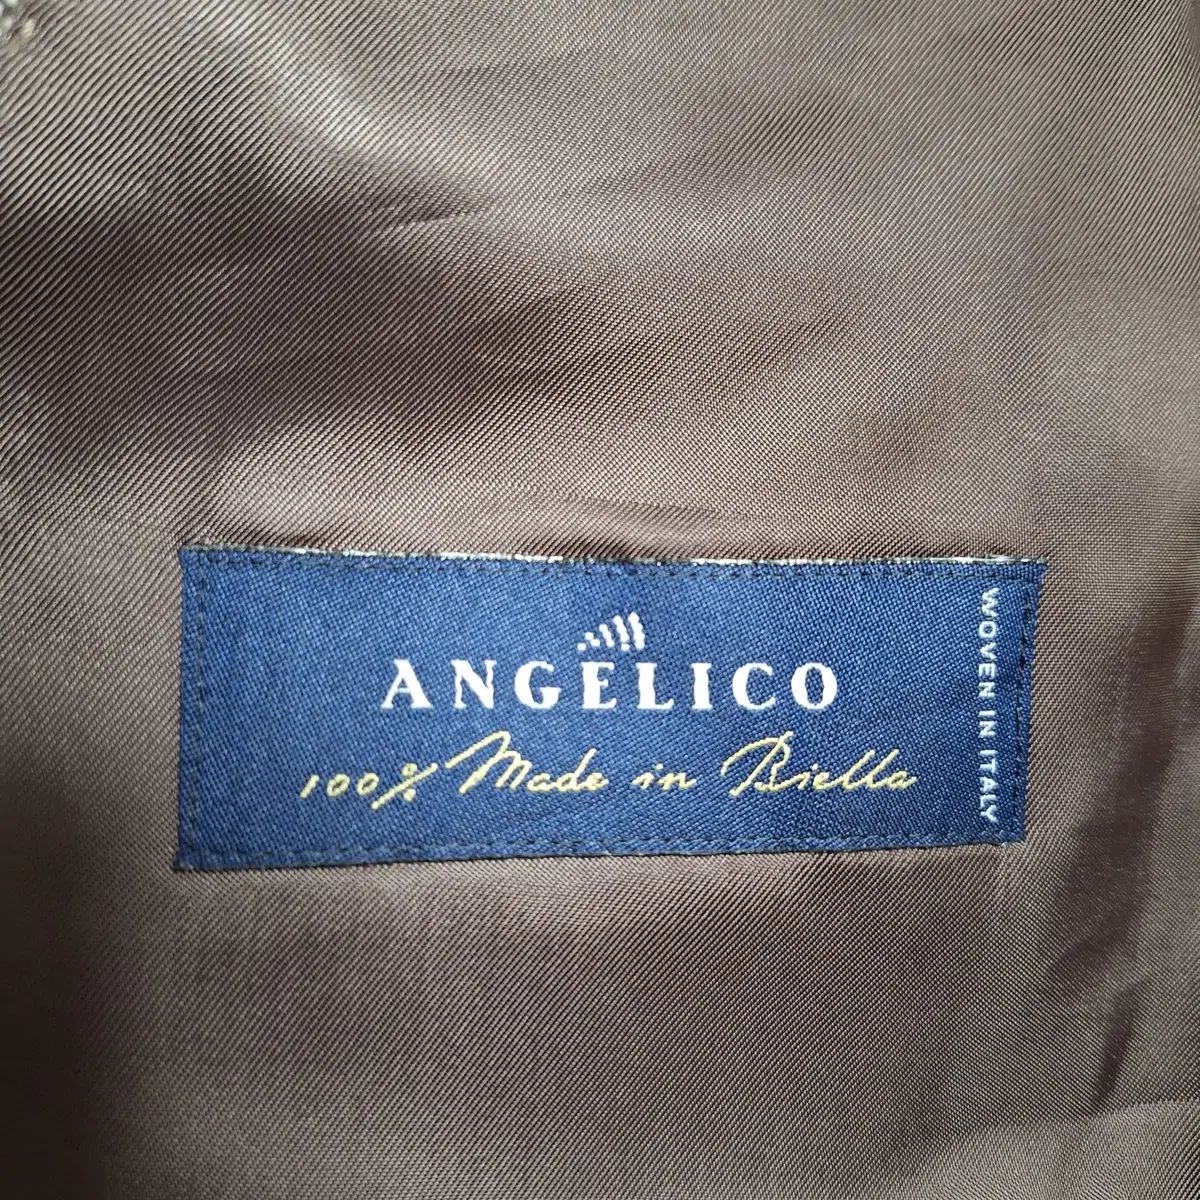 ANGELICO
100% Made in Biella
WOVEN IN ITALY